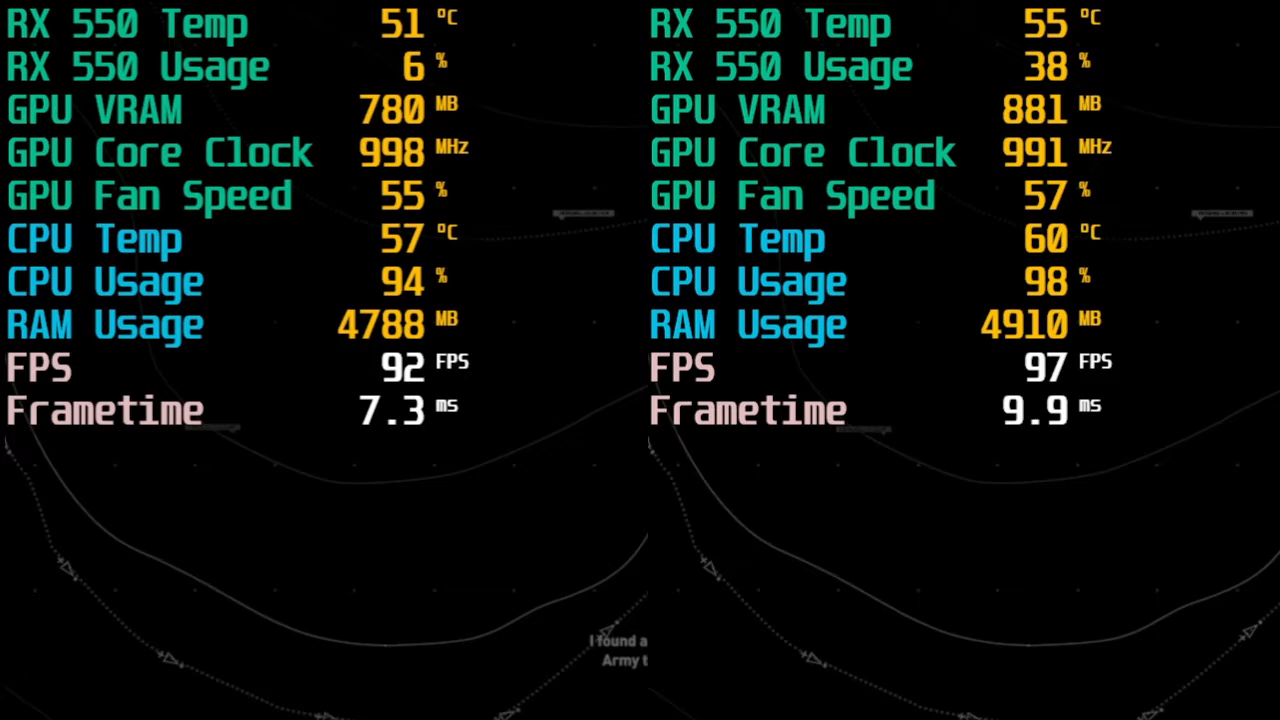 RX 550 Temp 51 °C
RX 550 Usage 6 %
GPU VRAM 780 MB
GPU Core Clock 998 MHz
GPU Fan Speed 55 %
CPU Temp 57 °C
CPU Usage 94 %
RAM Usage 4788 MB
FPS 92 FPS
Frametime 7.3 ms
I found a
Army t
RX 550 Temp 55 °C
RX 550 Usage 38 %
GPU VRAM 881 MB
GPU Core Clock 991 MHz
GPU Fan Speed 57 %
CPU Temp 60 °C
CPU Usage 98 %
RAM Usage 4910 MB
FPS 97 FPS
Frametime 9.9 ms